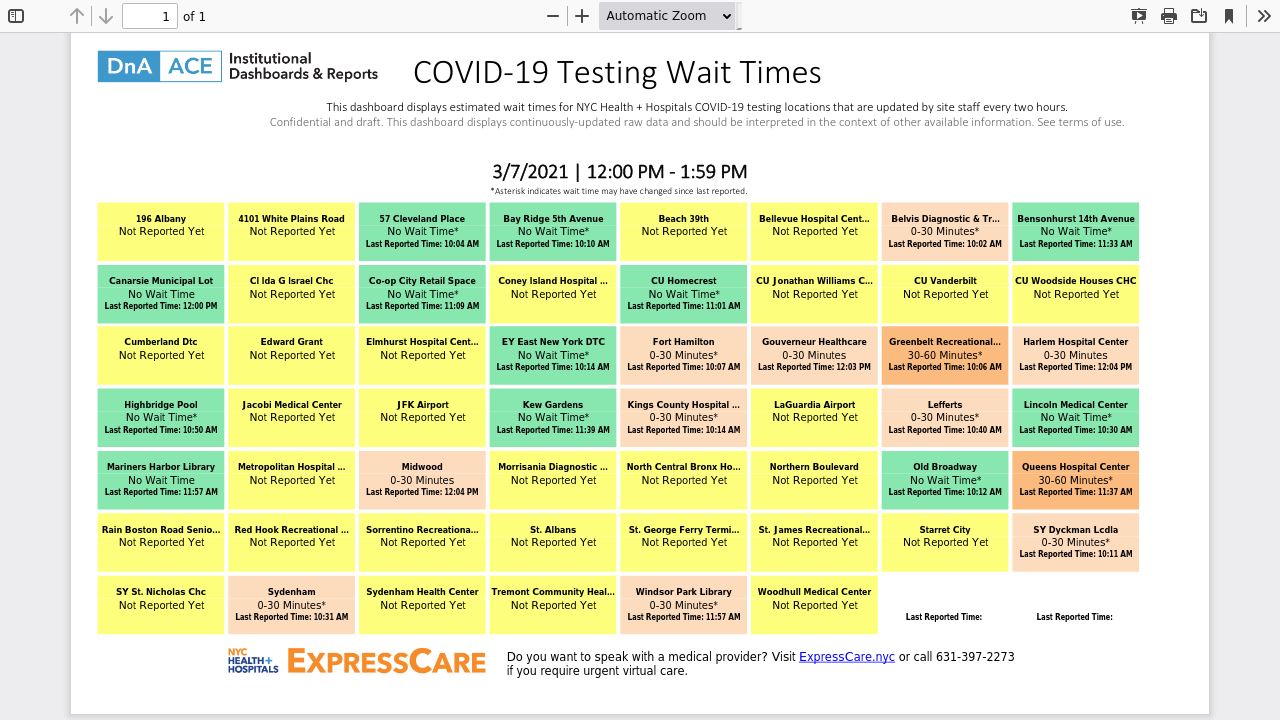 1 of 1
Automatic Zoom
DnA ACE Institutional
Dashboards & Reports
COVID-19 Testing Wait Times
This dashboard displays estimated wait times for NYC Health + Hospitals COVID-19 testing locations that are updated by site staff every two hours.
Confidential and draft. This dashboard displays continuously-updated raw data and should be interpreted in the context of other available information. See terms of use.
3/7/2021 | 12:00 PM - 1:59 PM
*Asterisk indicates wait time may have changed since last reported.
196 Albany
Not Reported Yet
4101 White Plains Road
Not Reported Yet
57 Cleveland Place
No Wait Time*
Last Reported Time: 10:04 AM
Bay Ridge 5th Avenue
No Wait Time*
Last Reported Time: 10:10 AM
Beach 39th
Not Reported Yet
Bellevue Hospital Cent...
Not Reported Yet
Belvis Diagnostic & Tr...
0-30 Minutes*
Last Reported Time: 10:02 AM
Bensonhurst 14th Avenue
No Wait Time*
Last Reported Time: 11:33 AM
Canarsie Municipal Lot
No Wait Time
Last Reported Time: 12:00 PM
Cl Ida G Israel Chc
Not Reported Yet
Co-op City Retail Space
No Wait Time*
Last Reported Time: 11:09 AM
Coney Island Hospital ...
Not Reported Yet
CU Homecrest
No Wait Time*
Last Reported Time: 11:01 AM
CU Jonathan Williams C...
Not Reported Yet
CU Vanderbilt
Not Reported Yet
CU Woodside Houses CHC
Not Reported Yet
Cumberland Dtc
Not Reported Yet
Edward Grant
Not Reported Yet
Elmhurst Hospital Cent...
Not Reported Yet
EY East New York DTC
No Wait Time*
Last Reported Time: 10:14 AM
Fort Hamilton
0-30 Minutes*
Last Reported Time: 10:07 AM
Gouverneur Healthcare
0-30 Minutes
Last Reported Time: 12:03 PM
Greenbelt Recreational...
30-60 Minutes*
Last Reported Time: 10:06 AM
Harlem Hospital Center
0-30 Minutes
Last Reported Time: 12:04 PM
Highbridge Pool
No Wait Time*
Last Reported Time: 10:50 AM
Jacobi Medical Center
Not Reported Yet
JFK Airport
Not Reported Yet
Kew Gardens
No Wait Time*
Last Reported Time: 11:39 AM
Kings County Hospital ...
0-30 Minutes*
Last Reported Time: 10:14 AM
LaGuardia Airport
Not Reported Yet
Lefferts
0-30 Minutes*
Last Reported Time: 10:40 AM
Lincoln Medical Center
No Wait Time*
Last Reported Time: 10:30 AM
Mariners Harbor Library
No Wait Time
Last Reported Time: 11:57 AM
Metropolitan Hospital ...
Not Reported Yet
Midwood
0-30 Minutes
Last Reported Time: 12:04 PM
Morrisania Diagnostic ...
Not Reported Yet
North Central Bronx Ho...
Not Reported Yet
Northern Boulevard
Not Reported Yet
Old Broadway
No Wait Time*
Last Reported Time: 10:12 AM
Queens Hospital Center
30-60 Minutes*
Last Reported Time: 11:37 AM
Rain Boston Road Senio...
Not Reported Yet
Red Hook Recreational ...
Not Reported Yet
Sorrentino Recreationa...
Not Reported Yet
St. Albans
Not Reported Yet
St. George Ferry Termi...
Not Reported Yet
St. James Recreational...
Not Reported Yet
Starret City
Not Reported Yet
SY Dyckman Lcdla
0-30 Minutes*
Last Reported Time: 10:11 AM
SY St. Nicholas Chc
Not Reported Yet
Sydenham
0-30 Minutes*
Last Reported Time: 10:31 AM
Sydenham Health Center
Not Reported Yet
Tremont Community Heal...
Not Reported Yet
Windsor Park Library
0-30 Minutes*
Last Reported Time: 11:57 AM
Woodhull Medical Center
Not Reported Yet
Last Reported Time:
Last Reported Time:
NYC
HEALTH+
HOSPITALS
EXPRESSCARE
Do you want to speak with a medical provider? Visit ExpressCare.nyc or call 631-397-2273
if you require urgent virtual care.